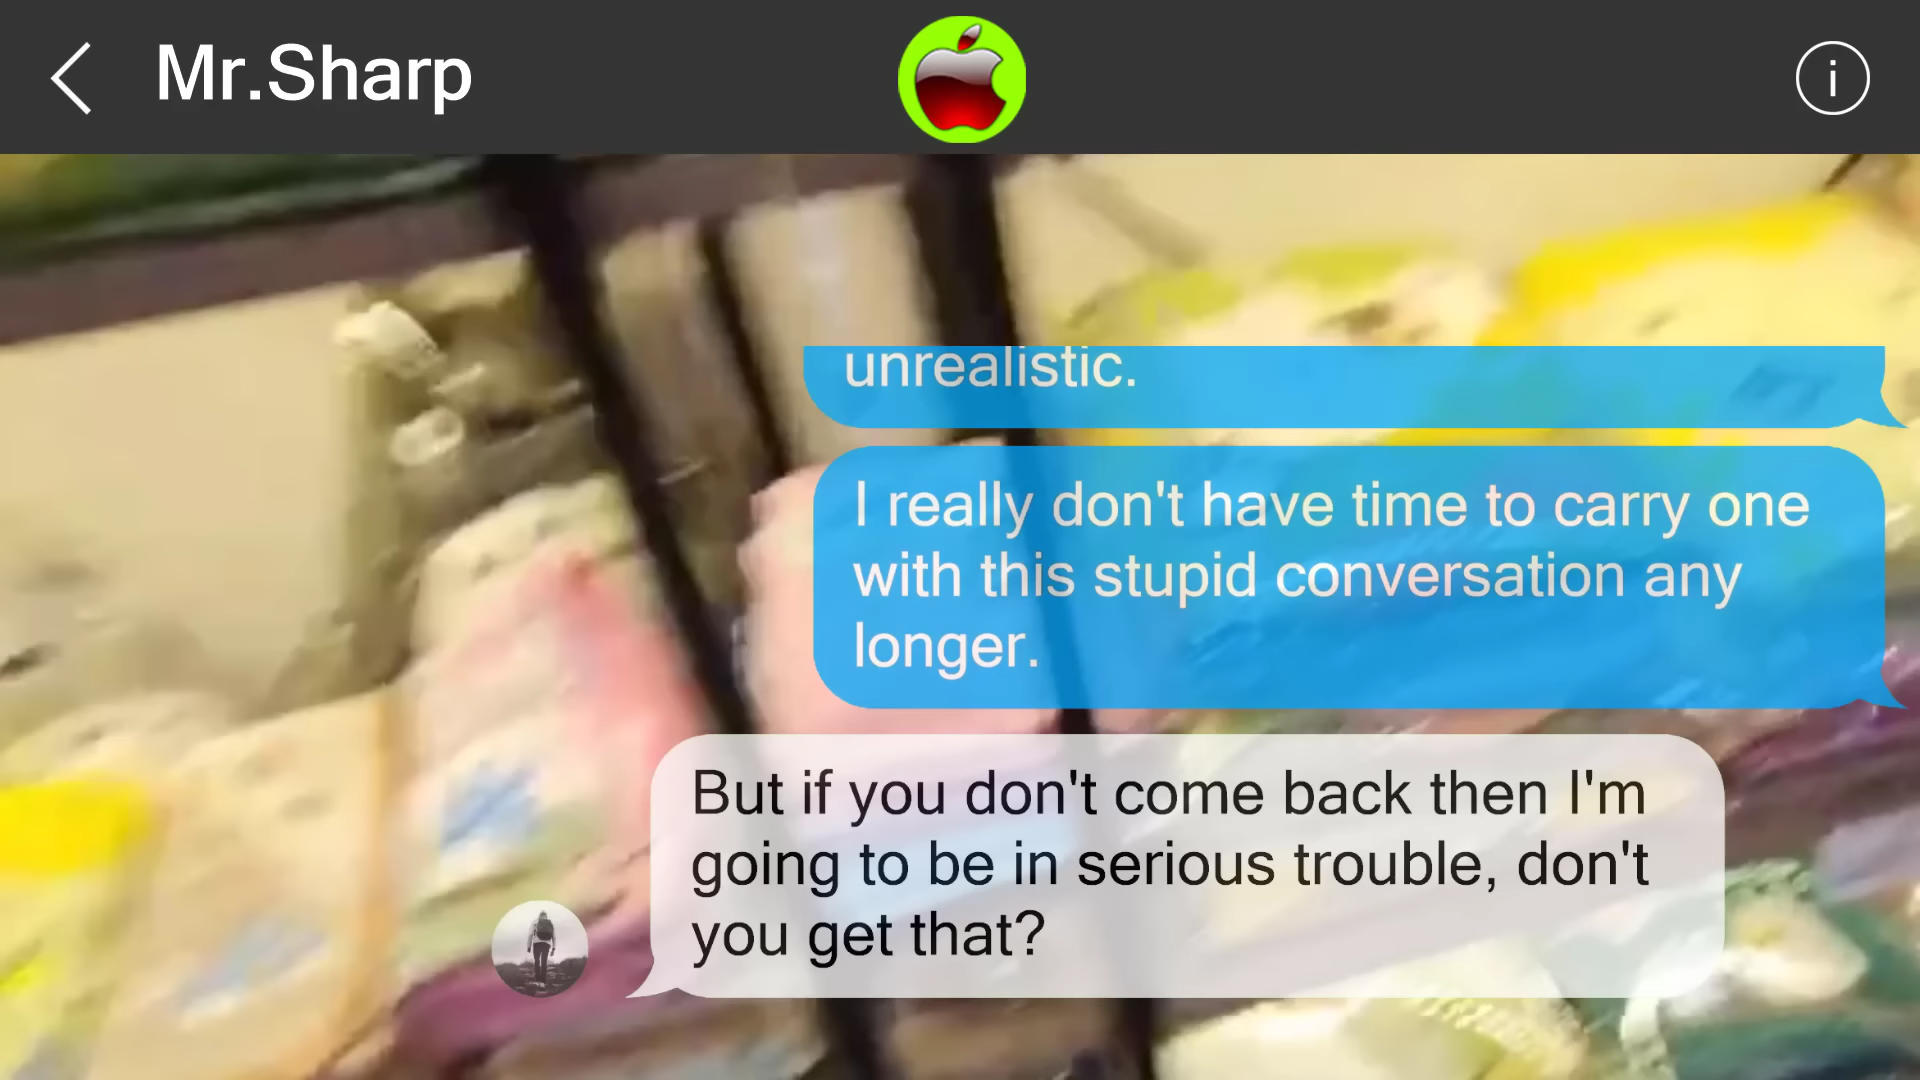 Mr.Sharp
unrealistic.
I really don't have time to carry one
with this stupid conversation any
longer.
But if you don't come back then I'm
going to be in serious trouble, don't
you get that?